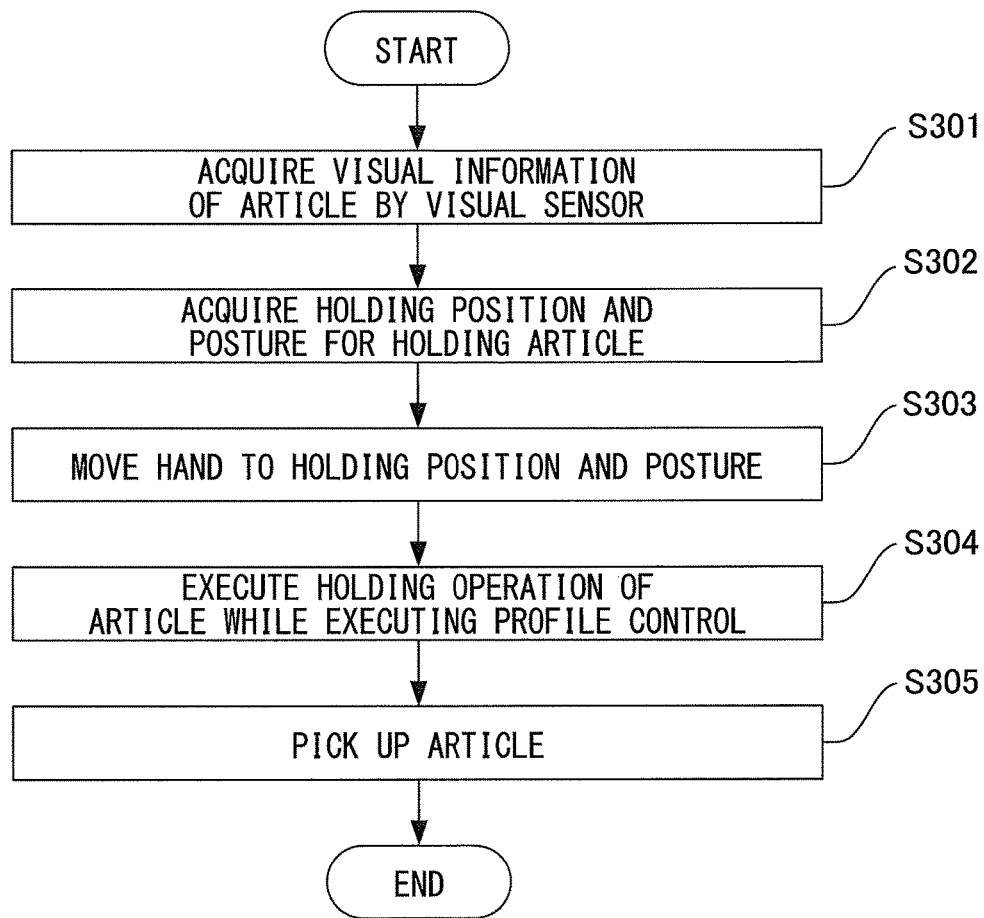 START
S301
ACQUIRE VISUAL INFORMATION
OF ARTICLE BY VISUAL SENSOR
S302
ACQUIRE HOLDING POSITION AND
POSTURE FOR HOLDING ARTICLE
S303
MOVE HAND TO HOLDING POSITION AND POSTURE
S304
EXECUTE HOLDING OPERATION OF
ARTICLE WHILE EXECUTING PROFILE CONTROL
S305
PICK UP ARTICLE
END